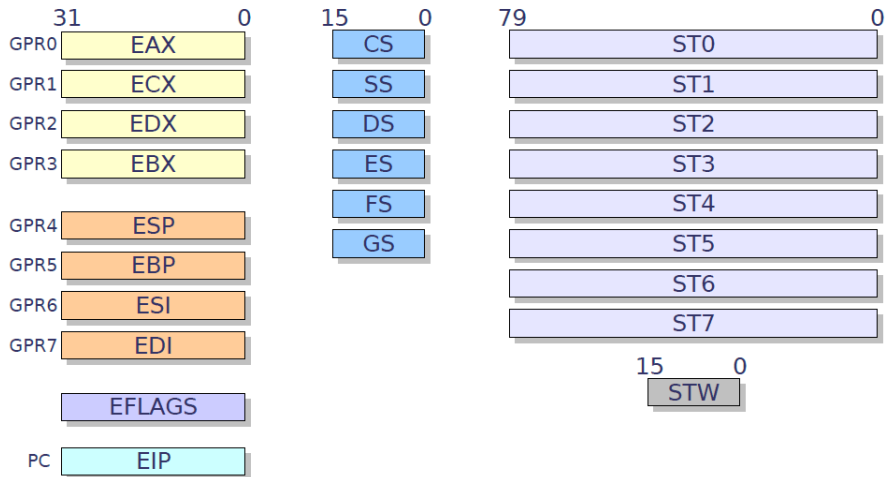 31 0 15 0 79 0
GPR0 EAX CS ST0
GPR1 ECX SS ST1
GPR2 EDX DS ST2
GPR3 EBX ES ST3
FS ST4
GPR4 ESP
GPR5 EBP GS ST5
GPR6 ESI ST6
GPR7 EDI ST7
15 0
STW
EFLAGS
PC EIP